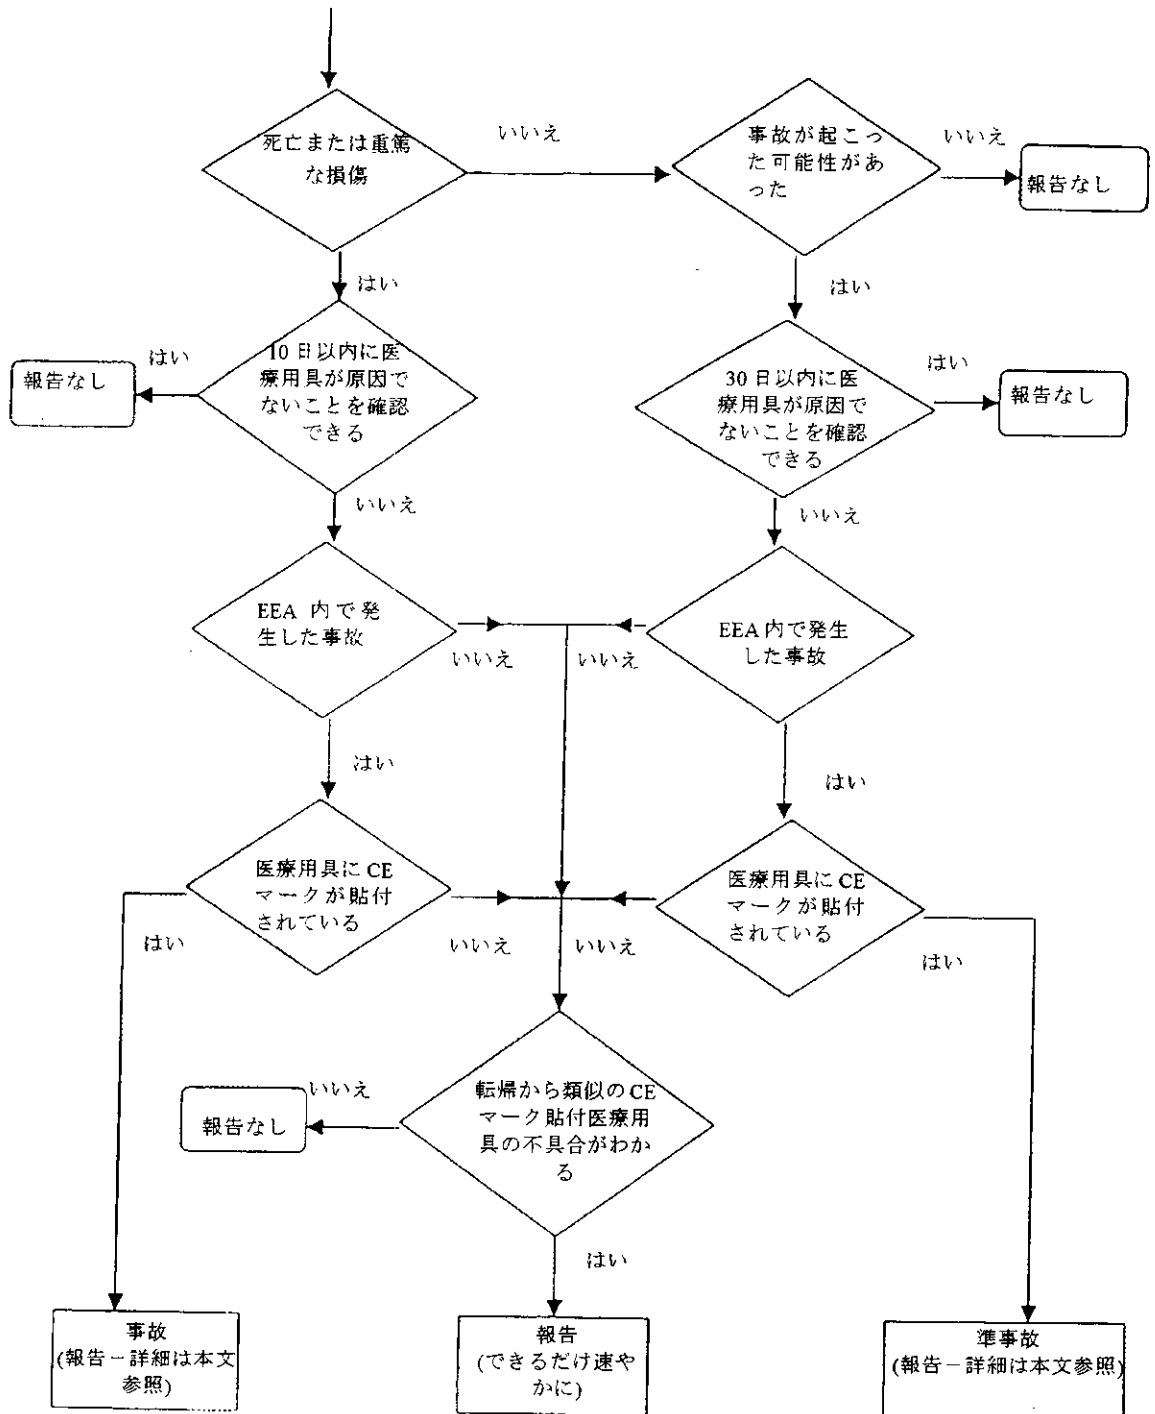 死亡または重篤
な損傷
いいえ
事故が起こっ
た可能性があ
った
いいえ
報告なし
はい
はい
10日以内に医
療用具が原因で
ないことを確認
できる
はい
報告なし
30日以内に医
療用具が原因で
ないことを確認
できる
はい
報告なし
いいえ
いいえ
EEA 内で発
生した事故
いいえ
いいえ
EEA内で発生
した事故
はい
はい
医療用具にCE
マークが貼付
されている
はい
いいえ
いいえ
医療用具にCE
マークが貼付
されている
はい
転帰から類似のCE
マーク貼付医療用
具の不具合がわか
る
いいえ
報告なし
はい
事故
(報告－詳細は本文
参照)
報告
(できるだけ速や
かに)
準事故
(報告－詳細は本文参照)